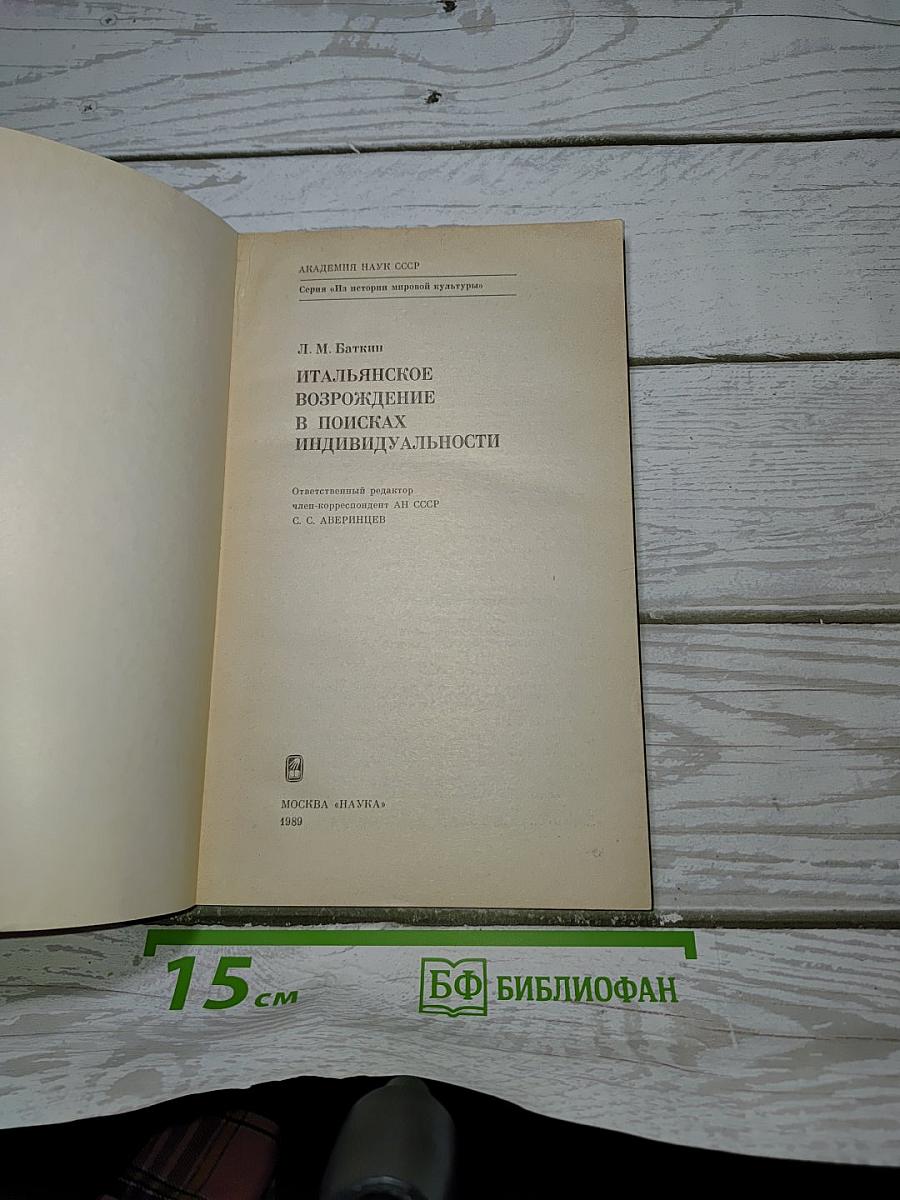 АКАДЕМИЯ НАУК СССР
Серия «Из истории мировой культуры»
Л. М. Баткин
ИТАЛЬЯНСКОЕ
ВОЗРОЖДЕНИЕ
В ПОИСКАХ
ИНДИВИДУАЛЬНОСТИ
Ответственный редактор
член-корреспондент АН СССР
С. С. АВЕРИНЦЕВ
МОСКВА «НАУКА»
1989
15 см
БФ БИБЛИОФАН